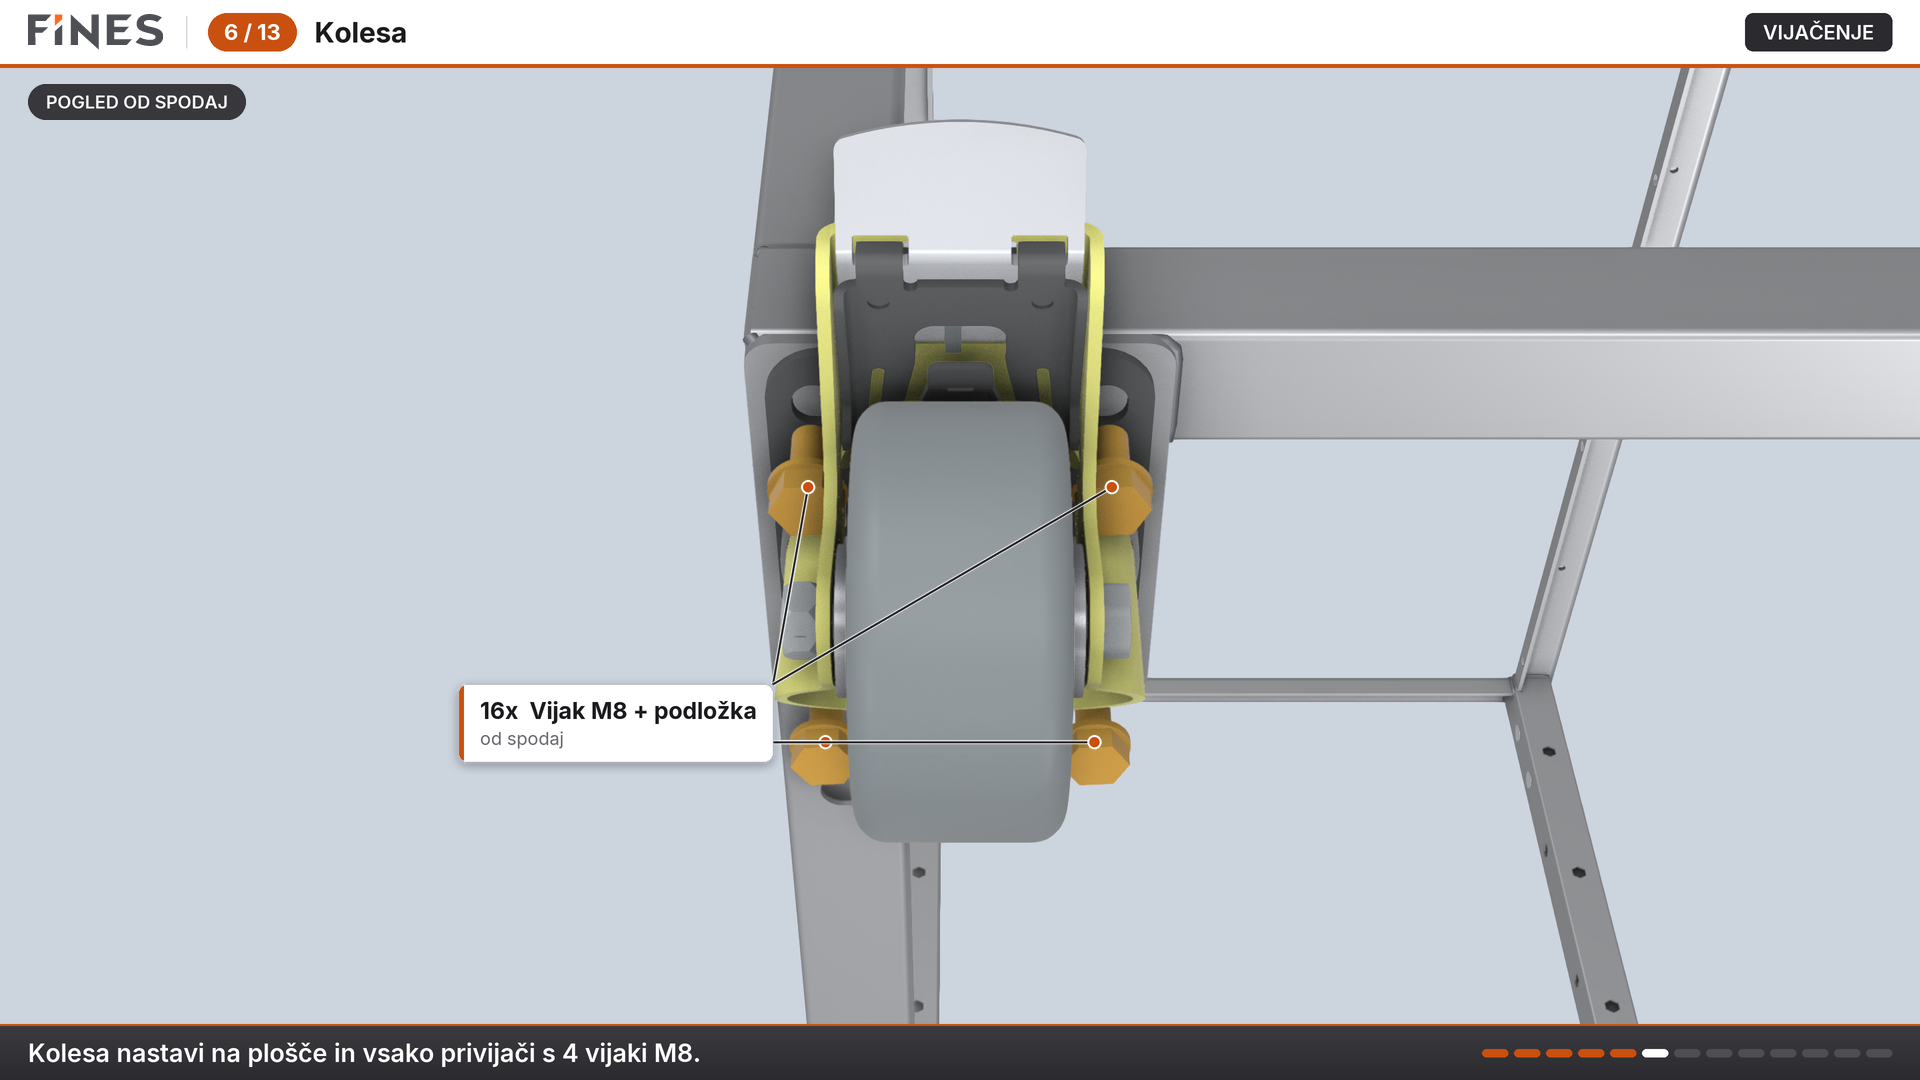 FINES
6 / 13
Kolesa
VIJAČENJE
POGLED OD SPODAJ
16x Vijak M8 + podložka
od spodaj
Kolesa nastavi na plošče in vsako privijači s 4 vijaki M8.